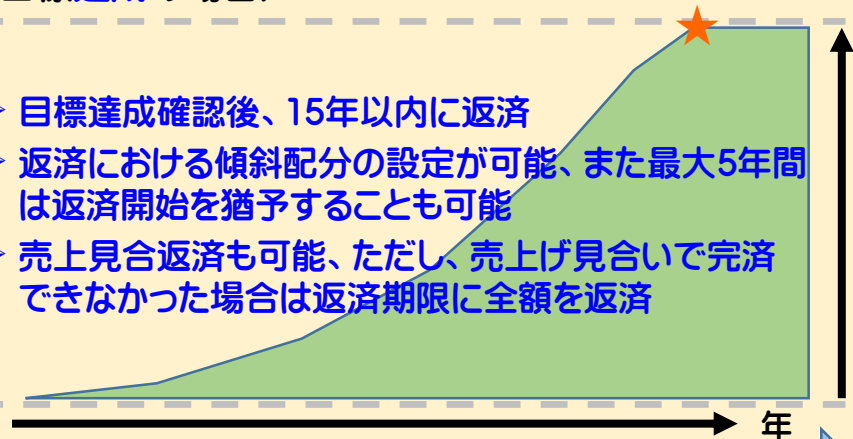 目標達成確認後、15年以内に返済
返済における傾斜配分の設定が可能、また最大5年間
は返済開始を猶予することも可能
売上見合返済も可能、ただし、売上げ見合いで完済
できなかった場合は返済期限に全額を返済
年